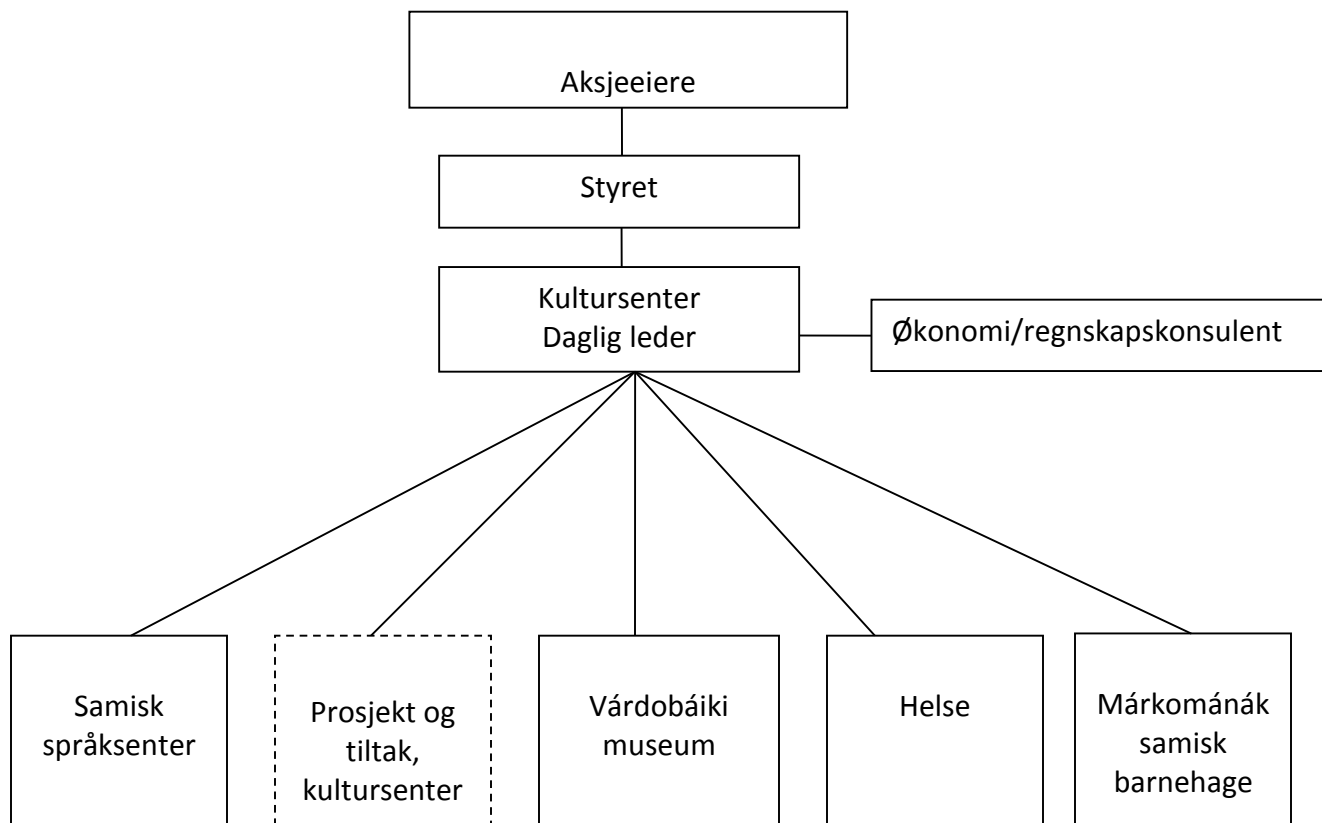 Aksjeeiere
Styret
Kultursenter
Daglig leder
Økonomi/regnskapskonsulent
Samisk
språksenter
Prosjekt og
tiltak,
kultursenter
Várdobáiki
museum
Helse
Márkománák
samisk
barnehage